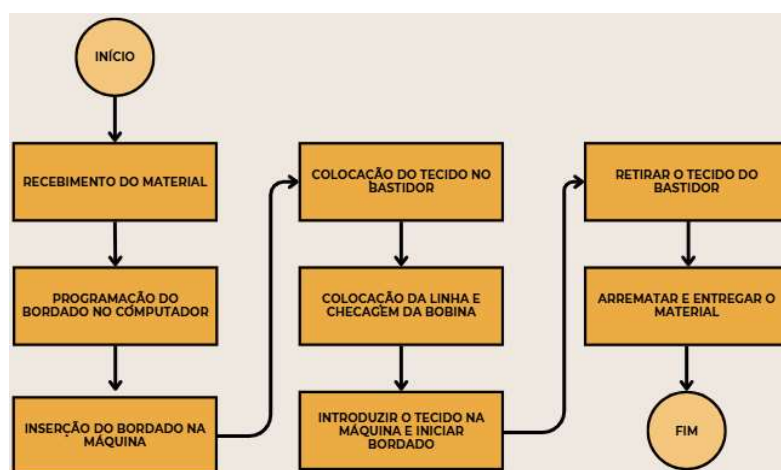 INÍCIO
RECEBIMENTO DO MATERIAL
PROGRAMAÇÃO DO
BORDADO NO COMPUTADOR
INSERÇÃO DO BORDADO NA
MÁQUINA
COLOCAÇÃO DO TECIDO NO
BASTIDOR
COLOCAÇÃO DA LINHA E
CHECAGEM DA BOBINA
INTRODUZIR O TECIDO NA
MÁQUINA E INICIAR
BORDADO
RETIRAR O TECIDO DO
BASTIDOR
ARREMATAR E ENTREGAR O
MATERIAL
FIM